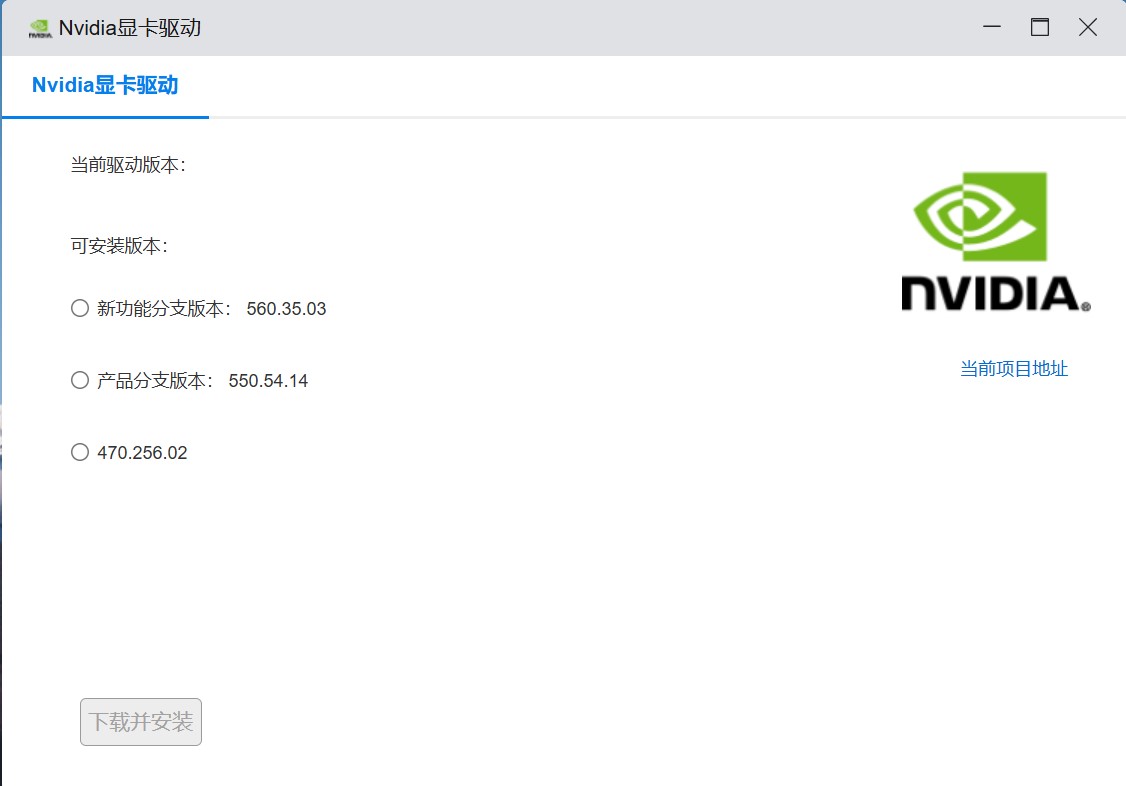 Nvidia显卡驱动
Nvidia显卡驱动
当前驱动版本：
可安装版本：
新功能分支版本： 560.35.03
产品分支版本： 550.54.14
470.256.02
NVIDIA®
当前项目地址
下载并安装